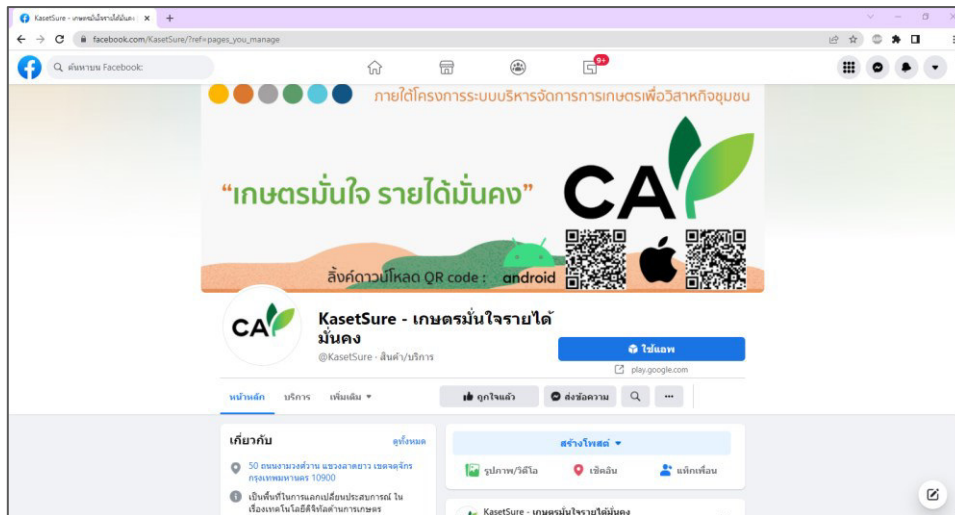 KasetSure - เกษตรมั่นใจรายได้มั่นคง
facebook.com/KasetSure/?ref=pages_you_manage
ค้นหาบน Facebook:
9+
ภายใต้โครงการระบบบริหารจัดการการเกษตรเพื่อวิสาหกิจชุมชน
“เกษตรมั่นใจ รายได้มั่นคง”
CA
ลิ้งค์ดาวน์โหลด QR code : android
CA
KasetSure - เกษตรมั่นใจรายได้
มั่นคง
@KasetSure · สินค้า/บริการ
ใช้แอพ
play.google.com
หน้าหลัก บริการ เพิ่มเติม
ถูกใจแล้ว ส่งข้อความ
เกี่ยวกับ ดูทั้งหมด
50 ถนนงามวงศ์วาน แขวงลาดยาว เขตจตุจักร
กรุงเทพมหานคร 10900
เป็นพื้นที่ในการแลกเปลี่ยนประสบการณ์ ใน
เรื่องเทคโนโลยีดิจิทัลด้านการเกษตร
สร้างโพสต์
รูปภาพ/วิดีโอ เช็คอิน แท็กเพื่อน
KasetSure - เกษตรมั่นใจรายได้มั่นคง